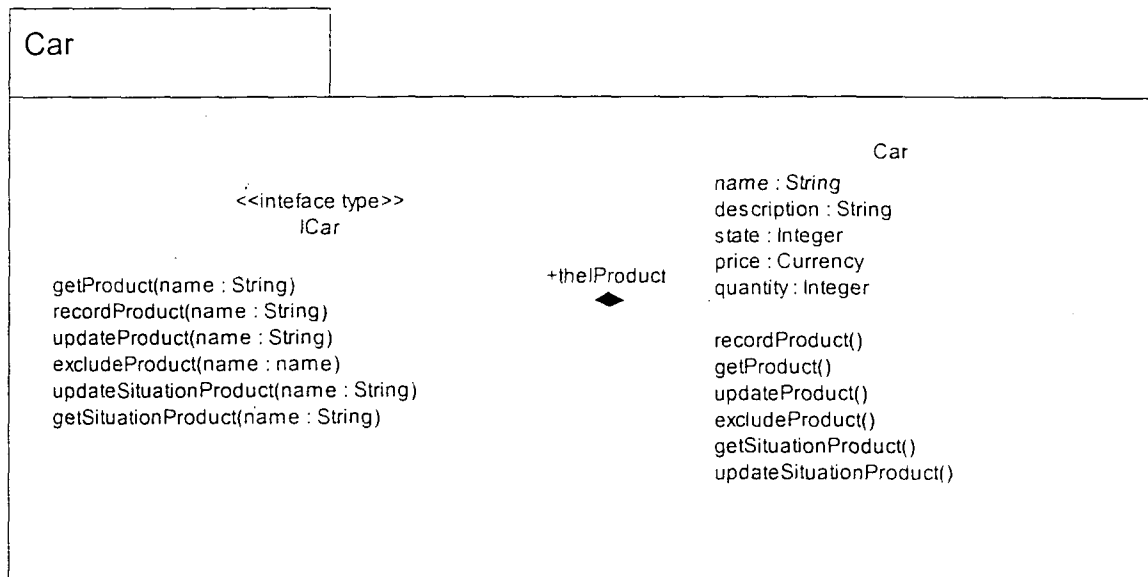 Car
<<inteface type>>
ICar
getProduct(name : String)
recordProduct(name : String)
updateProduct(name : String)
excludeProduct(name : name)
updateSituationProduct(name : String)
getSituationProduct(name : String)
+theIProduct
Car
name : String
description : String
state : Integer
price : Currency
quantity : Integer
recordProduct()
getProduct()
updateProduct()
excludeProduct()
getSituationProduct()
updateSituationProduct()